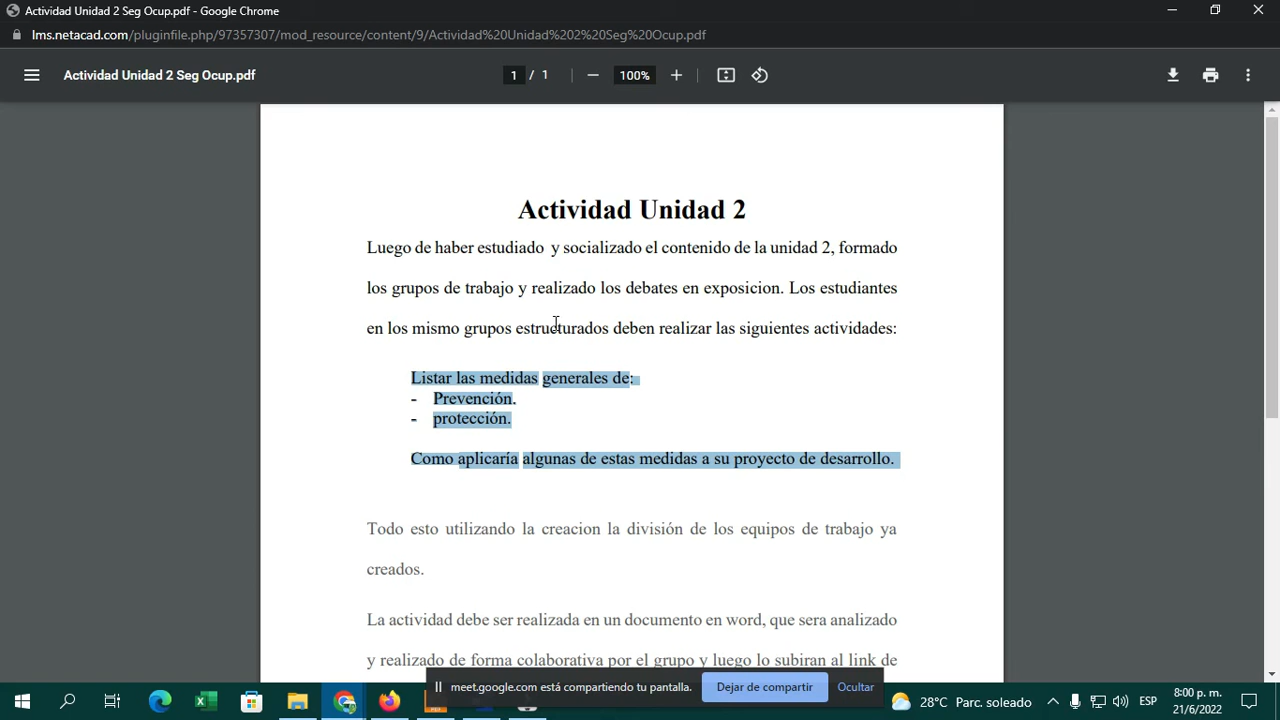 Actividad Unidad 2 Seg Ocup.pdf - Google Chrome
lms.netacad.com/pluginfile.php/97357307/mod_resource/content/9/Actividad%20Unidad%202%20Seg%20Ocup.pdf
Actividad Unidad 2 Seg Ocup.pdf
1 / 1
100%
Actividad Unidad 2
Luego de haber estudiado y socializado el contenido de la unidad 2, formado
los grupos de trabajo y realizado los debates en exposicion. Los estudiantes
en los mismo grupos estructurados deben realizar las siguientes actividades:
Listar las medidas generales de:
- Prevención.
- protección.
Como aplicaría algunas de estas medidas a su proyecto de desarrollo.
Todo esto utilizando la creacion la división de los equipos de trabajo ya
creados.
La actividad debe ser realizada en un documento en word, que sera analizado
y realizado de forma colaborativa por el grupo y luego lo subiran al link de
meet.google.com está compartiendo tu pantalla.
Dejar de compartir
Ocultar
28°C Parc. soleado
ESP
8:00 p. m.
21/6/2022